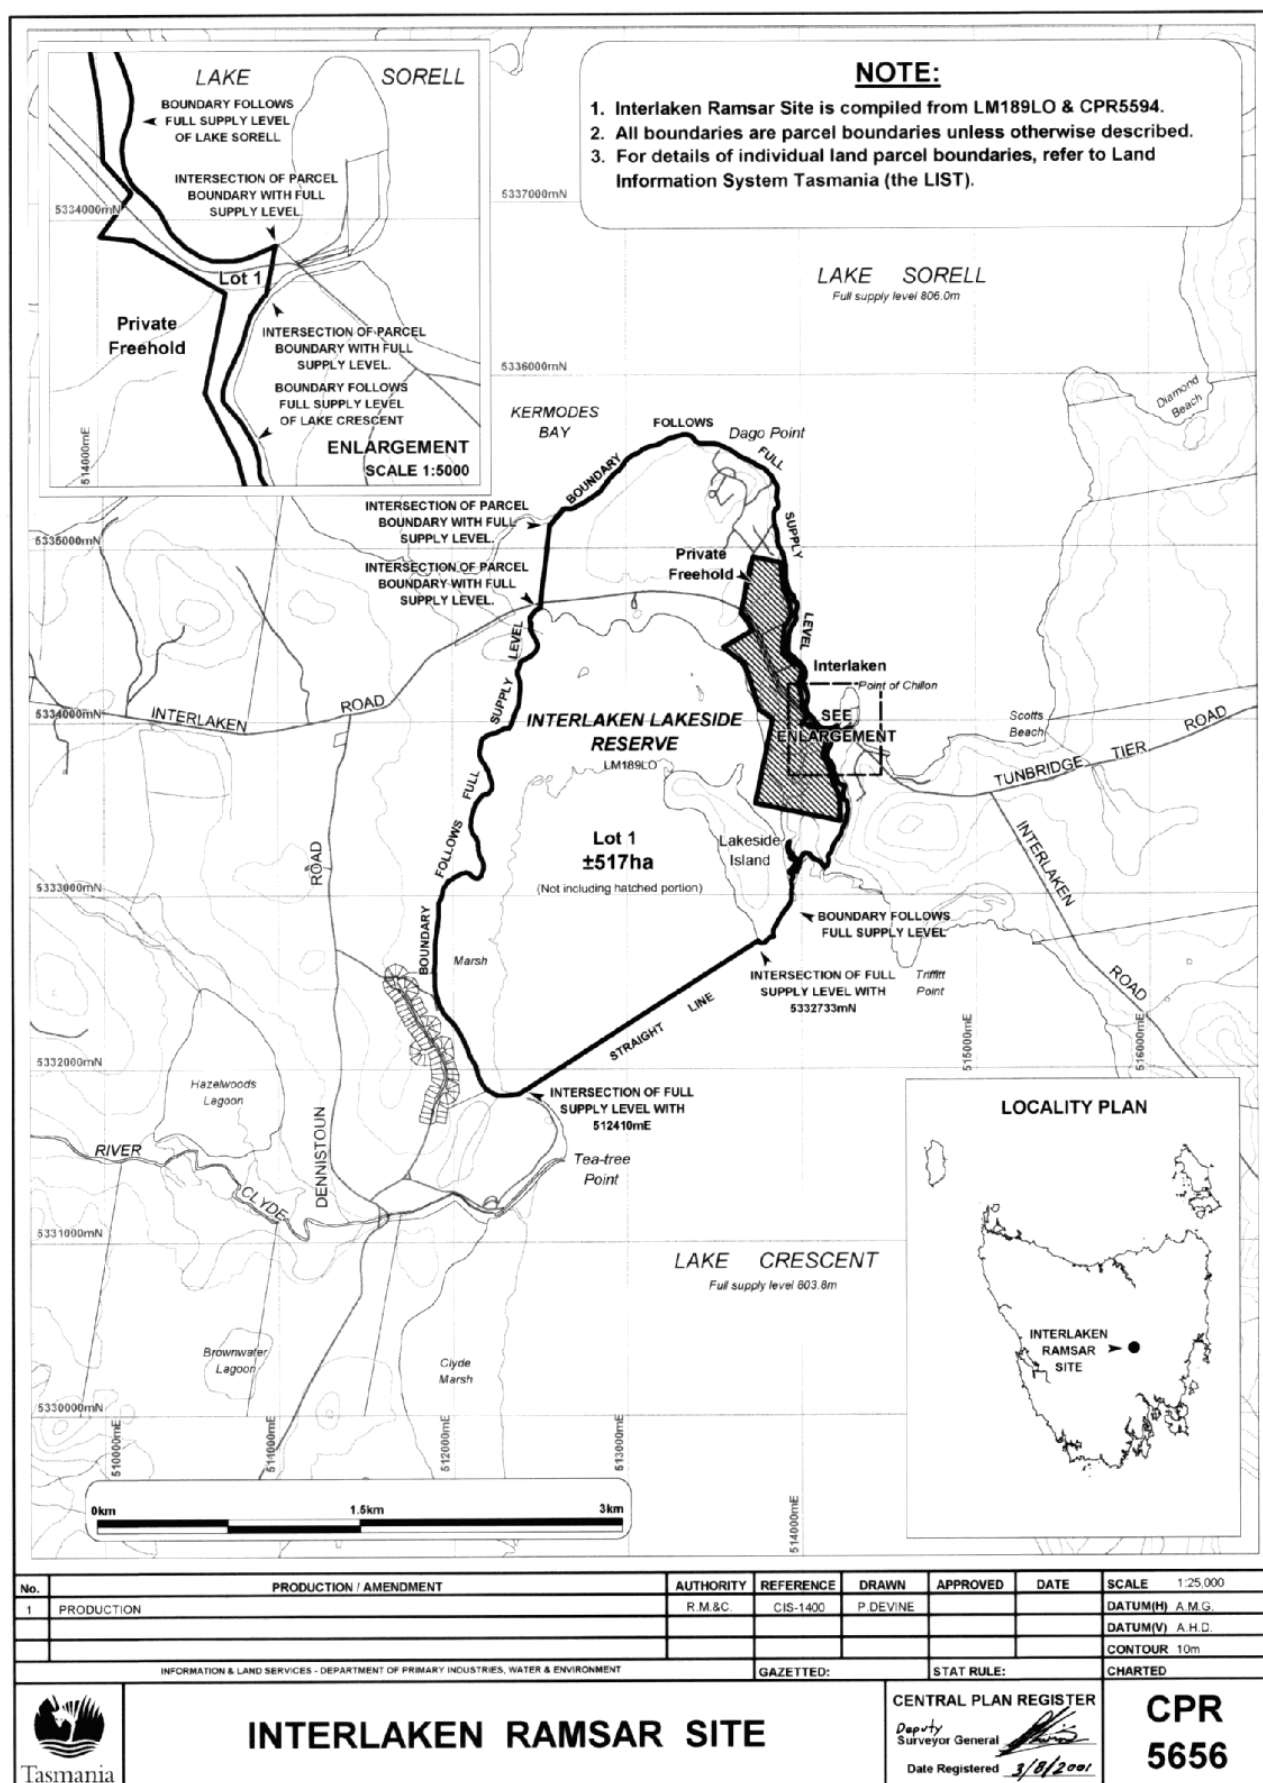 LAKE SORELL
BOUNDARY FOLLOWS
FULL SUPPLY LEVEL
OF LAKE SORELL
INTERSECTION OF PARCEL
BOUNDARY WITH FULL
SUPPLY LEVEL.
5334000mN
Lot 1
Private
Freehold
INTERSECTION OF PARCEL
BOUNDARY WITH FULL
SUPPLY LEVEL.
BOUNDARY FOLLOWS
FULL SUPPLY LEVEL
OF LAKE CRESCENT
514000mE
ENLARGEMENT
SCALE 1:5000
NOTE:
1. Interlaken Ramsar Site is compiled from LM189LO & CPR5594.
2. All boundaries are parcel boundaries unless otherwise described.
3. For details of individual land parcel boundaries, refer to Land
Information System Tasmania (the LIST).
5337000mN
LAKE SORELL
Full supply level 806.0m
5336000mN
Diamond
Beach
KERMODES
BAY
BOUNDARY FOLLOWS FULL SUPPLY LEVEL
Dago Point
INTERSECTION OF PARCEL
BOUNDARY WITH FULL
SUPPLY LEVEL.
5335000mN
INTERSECTION OF PARCEL
BOUNDARY WITH FULL
SUPPLY LEVEL.
Private
Freehold
Interlaken
Point of Chillon
SEE
ENLARGEMENT
5334000mN
INTERLAKEN ROAD
INTERLAKEN LAKESIDE
RESERVE
LM189LO
Scotts
Beach
TUNBRIDGE TIER ROAD
BOUNDARY FOLLOWS FULL SUPPLY LEVEL
Lot 1
±517ha
(Not including hatched portion)
Lakeside
Island
INTERLAKEN ROAD
5333000mN
BOUNDARY FOLLOWS
FULL SUPPLY LEVEL
Marsh
INTERSECTION OF FULL
SUPPLY LEVEL WITH
5332733mN
Triffitt
Point
STRAIGHT LINE
515000mE
516000mE
5332000mN
Hazelwoods
Lagoon
INTERSECTION OF FULL
SUPPLY LEVEL WITH
512410mE
DENNISTOUN ROAD
RIVER CLYDE
Tea-tree
Point
5331000mN
LAKE CRESCENT
Full supply level 803.8m
Brownwater
Lagoon
Clyde
Marsh
5330000mN
510000mE
511000mE
512000mE
513000mE
514000mE
LOCALITY PLAN
INTERLAKEN
RAMSAR
SITE
0km 1.5km 3km
No. PRODUCTION / AMENDMENT AUTHORITY REFERENCE DRAWN APPROVED DATE SCALE 1:25,000
1 PRODUCTION R.M.&C. CIS-1400 P.DEVINE DATUM(H) A.M.G.
DATUM(V) A.H.D.
CONTOUR 10m
INFORMATION & LAND SERVICES - DEPARTMENT OF PRIMARY INDUSTRIES, WATER & ENVIRONMENT GAZETTED: STAT RULE: CHARTED
Tasmania
INTERLAKEN RAMSAR SITE
CENTRAL PLAN REGISTER
Deputy
Surveyor General
Date Registered 3/8/2001
CPR
5656